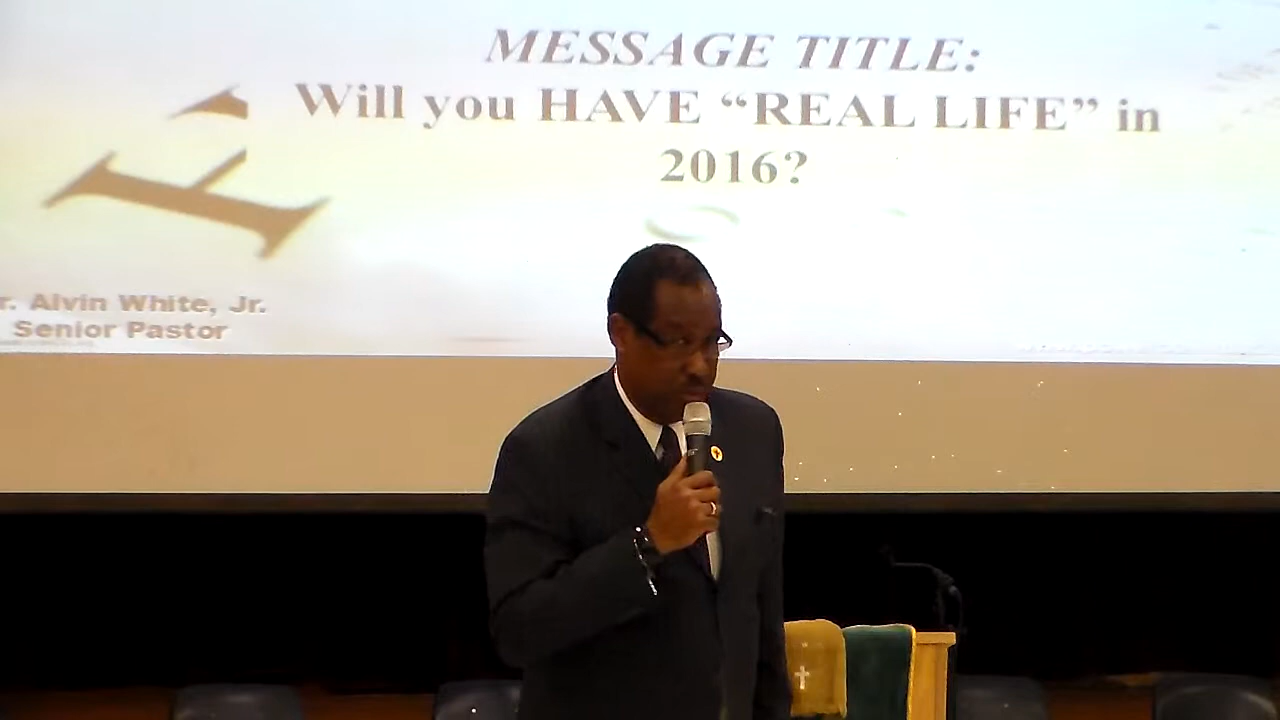 MESSAGE TITLE:
Will you HAVE “REAL LIFE” in
2016?
r. Alvin White, Jr.
Senior Pastor